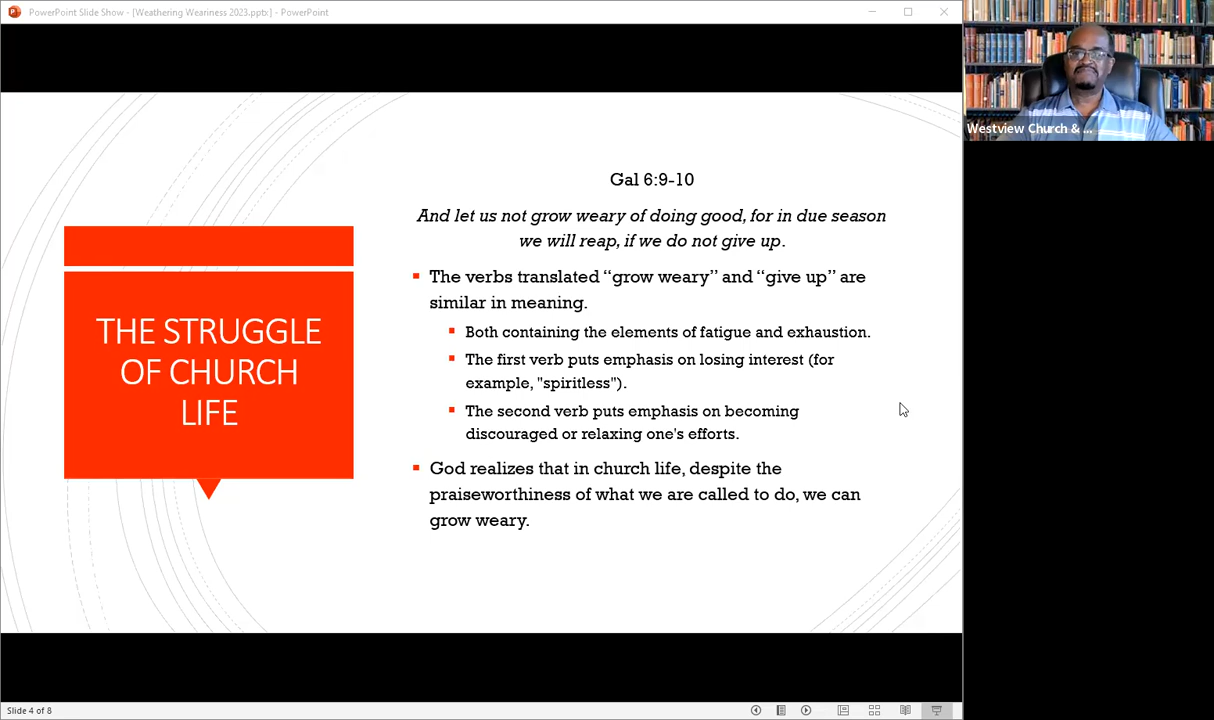 PowerPoint Slide Show - [Weathering Weariness 2023.pptx] - PowerPoint
Westview Church & ...
Gal 6:9-10
And let us not grow weary of doing good, for in due season
we will reap, if we do not give up.
THE STRUGGLE
OF CHURCH
LIFE
The verbs translated “grow weary” and “give up” are
similar in meaning.
Both containing the elements of fatigue and exhaustion.
The first verb puts emphasis on losing interest (for
example, "spiritless").
The second verb puts emphasis on becoming
discouraged or relaxing one's efforts.
God realizes that in church life, despite the
praiseworthiness of what we are called to do, we can
grow weary.
Slide 4 of 8